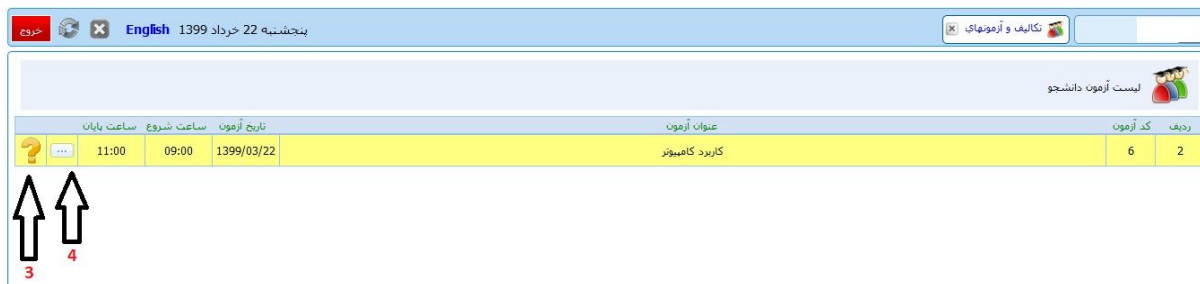 تکالیف و آزمونهاي پنجشنبه 22 خرداد 1399 English خروج
لیست آزمون دانشجو
ردیف کد آزمون عنوان آزمون تاریخ آزمون ساعت شروع ساعت پایان
2 6 کاربرد کامپیوتر 1399/03/22 09:00 11:00 ...
4
3